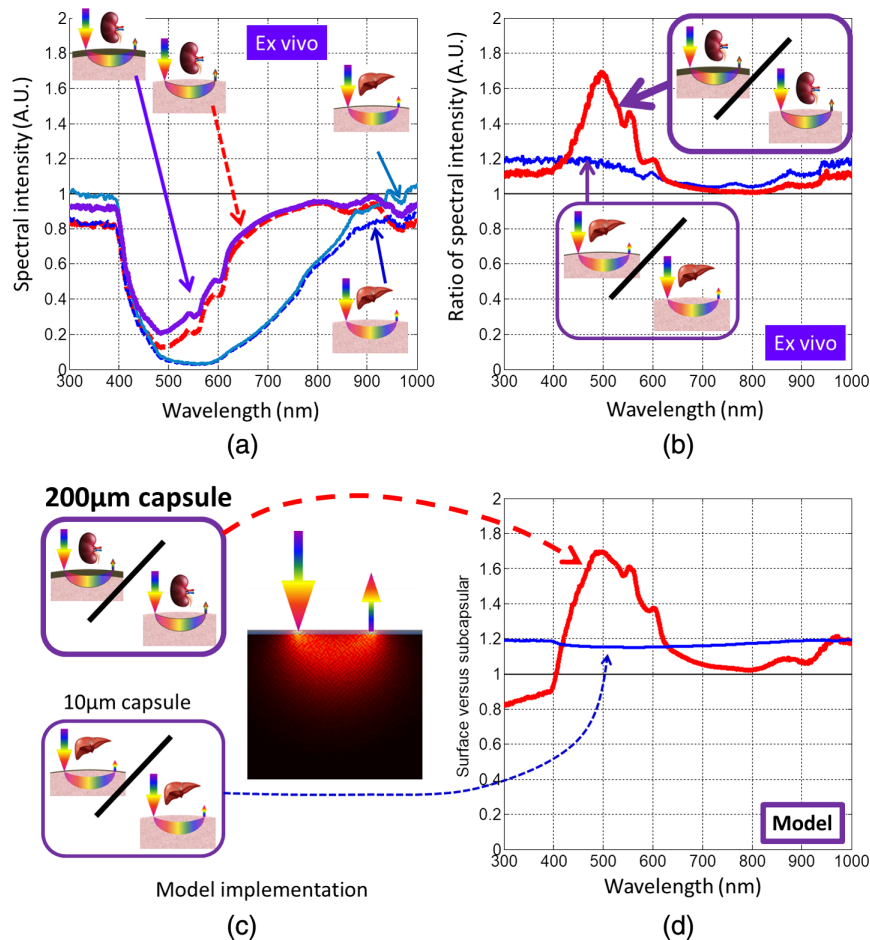 2
1.8
1.6
1.4
1.2
1
0.8
0.6
0.4
0.2
0
Spectral intensity (A.U.)
Ex vivo
300 400 500 600 700 800 900 1000
Wavelength (nm)
(a)
2
1.8
1.6
1.4
1.2
1
0.8
0.6
0.4
0.2
0
Ratio of spectral intensity (A.U.)
Ex vivo
300 400 500 600 700 800 900 1000
Wavelength (nm)
(b)
200µm capsule
10µm capsule
Model implementation
(c)
2
1.8
1.6
1.4
1.2
1
0.8
0.6
0.4
0.2
0
Surface versus subcapsular
Model
300 400 500 600 700 800 900 1000
Wavelength (nm)
(d)